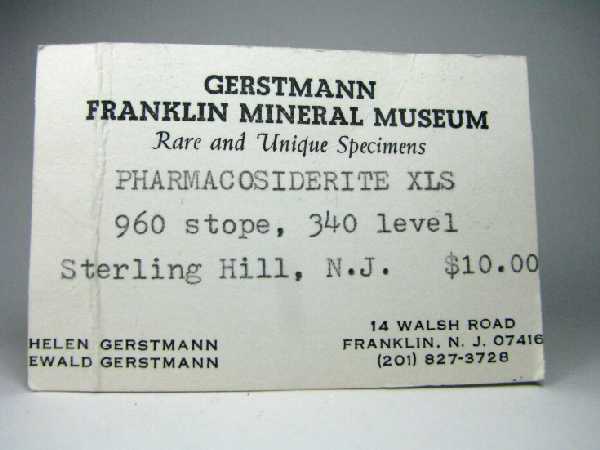 GERSTMANN
FRANKLIN MINERAL MUSEUM
Rare and Unique Specimens
PHARMACOSIDERITE XLS
960 stope, 340 level
Sterling Hill, N.J. $10.00
HELEN GERSTMANN
EWALD GERSTMANN
14 WALSH ROAD
FRANKLIN, N. J. 07416
(201) 827-3728